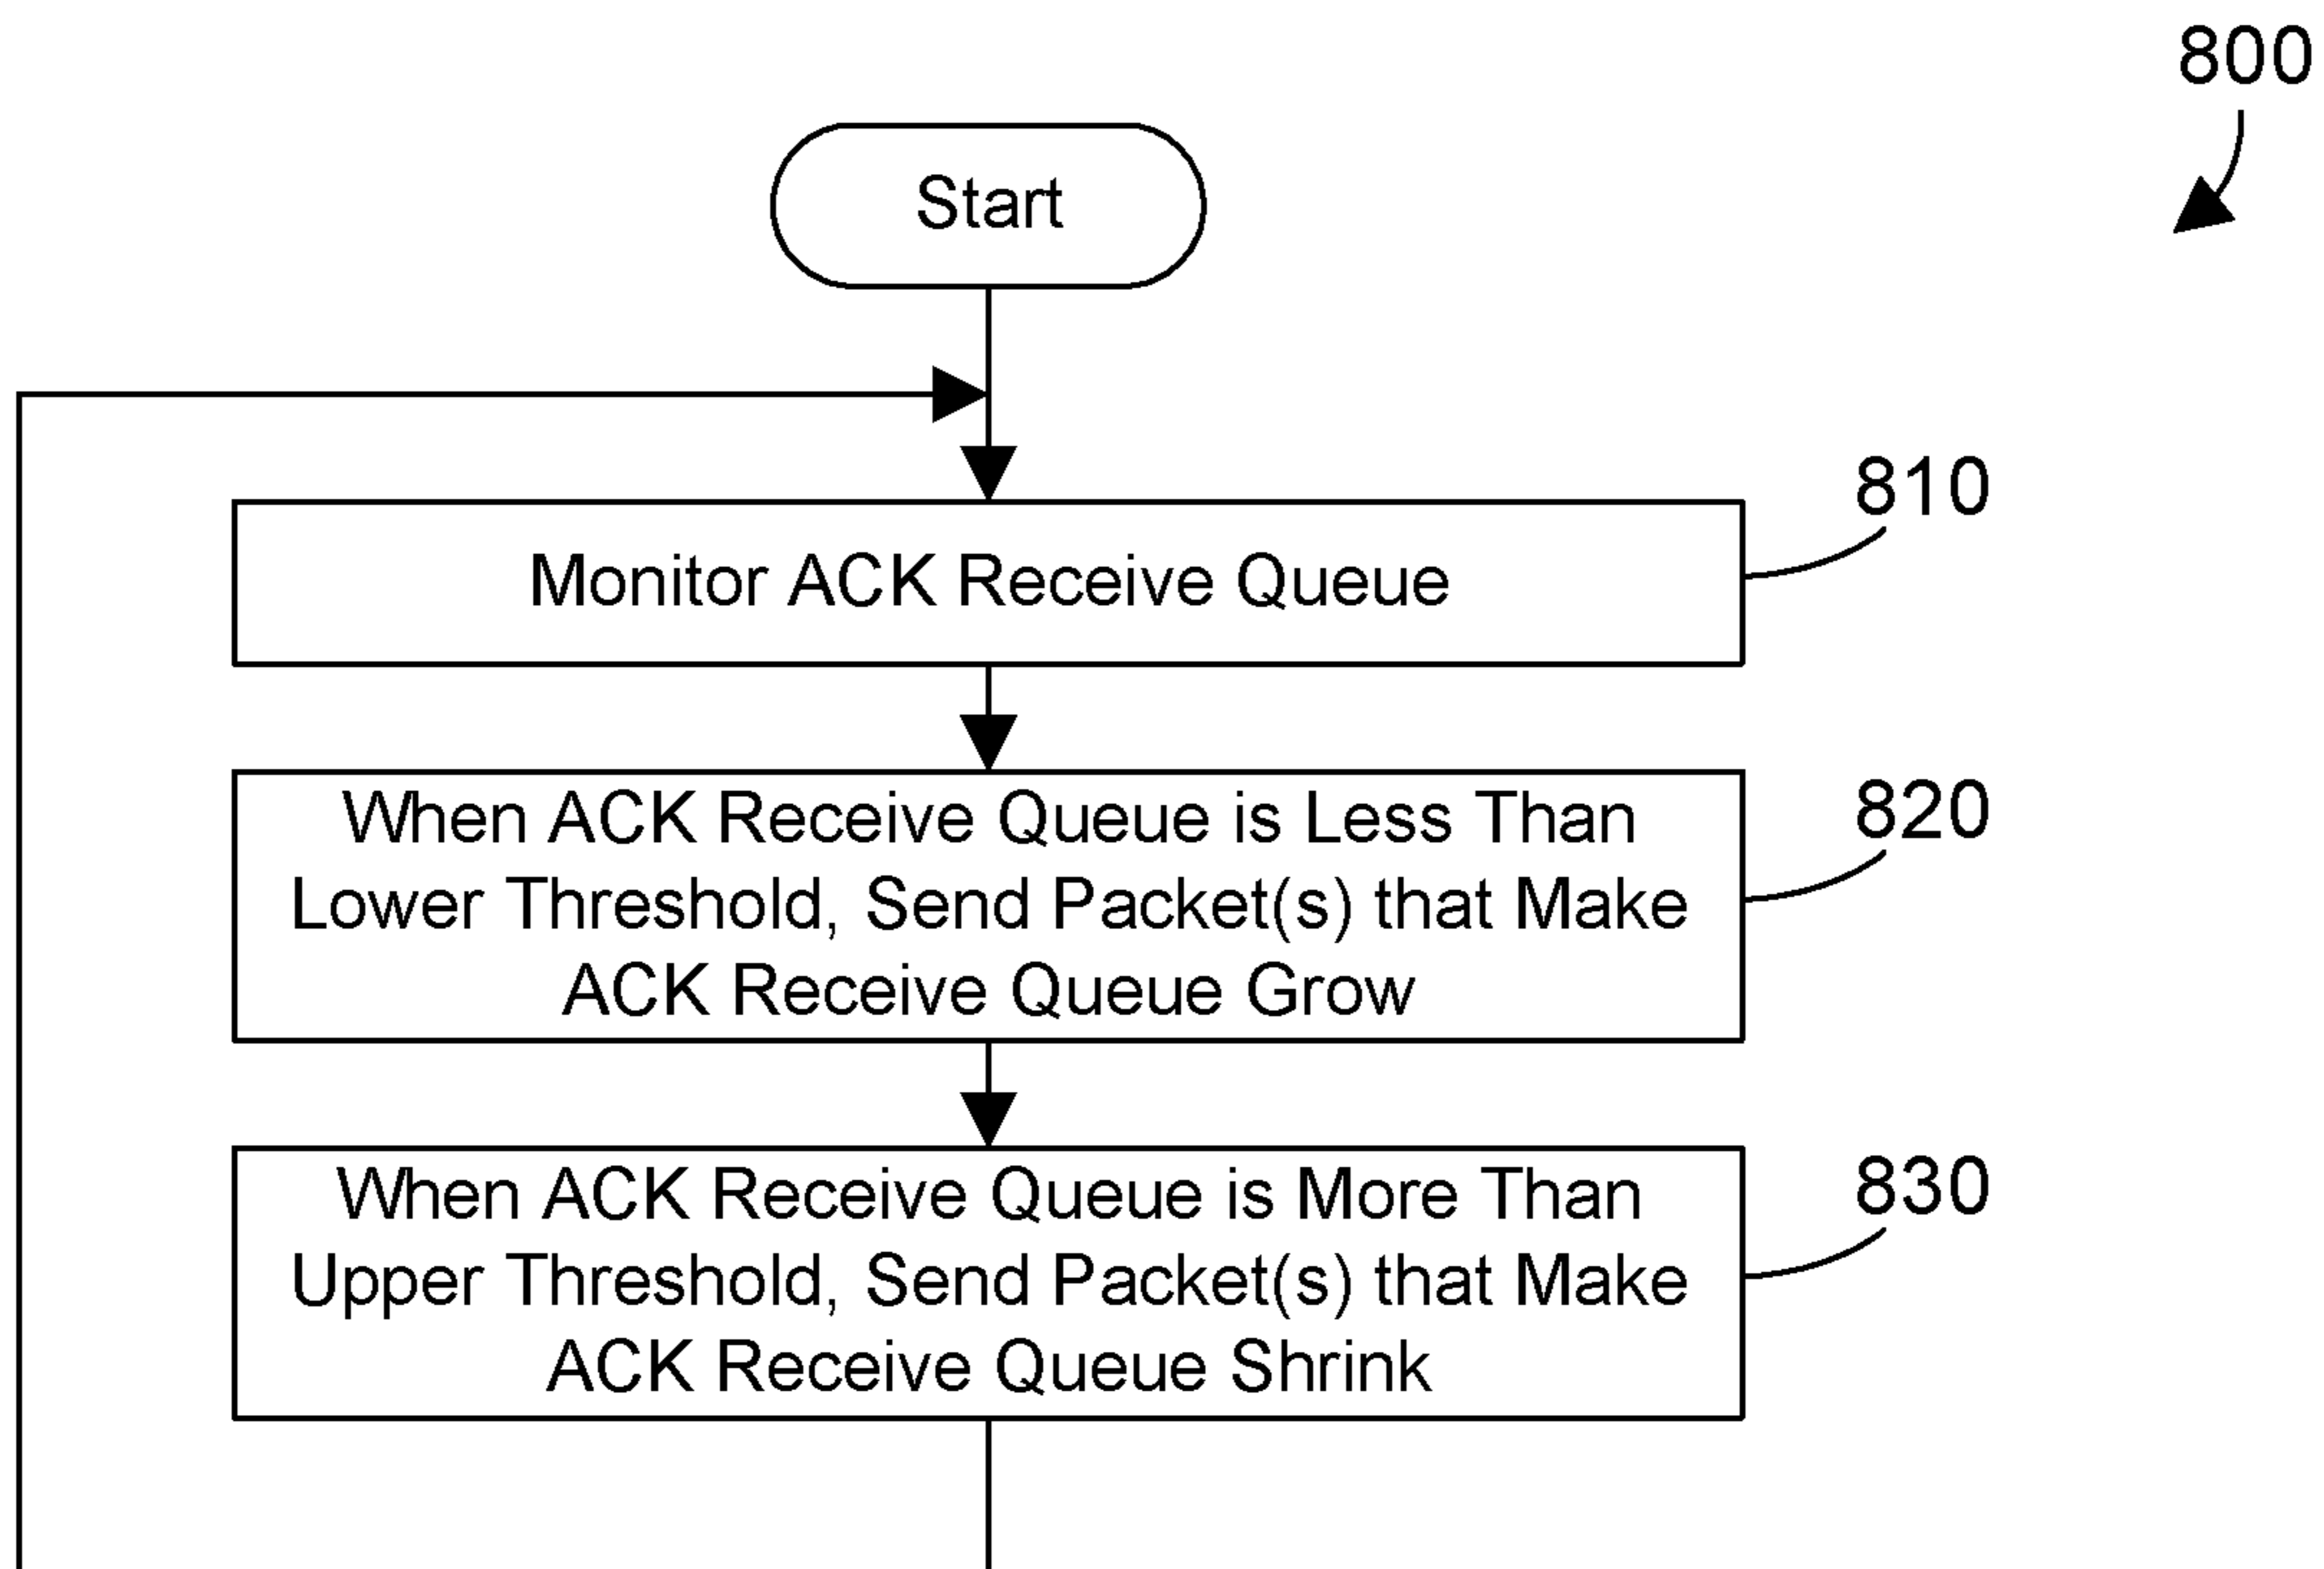 800
Start
Monitor ACK Receive Queue
810
When ACK Receive Queue is Less Than
Lower Threshold, Send Packet(s) that Make
ACK Receive Queue Grow
820
When ACK Receive Queue is More Than
Upper Threshold, Send Packet(s) that Make
ACK Receive Queue Shrink
830